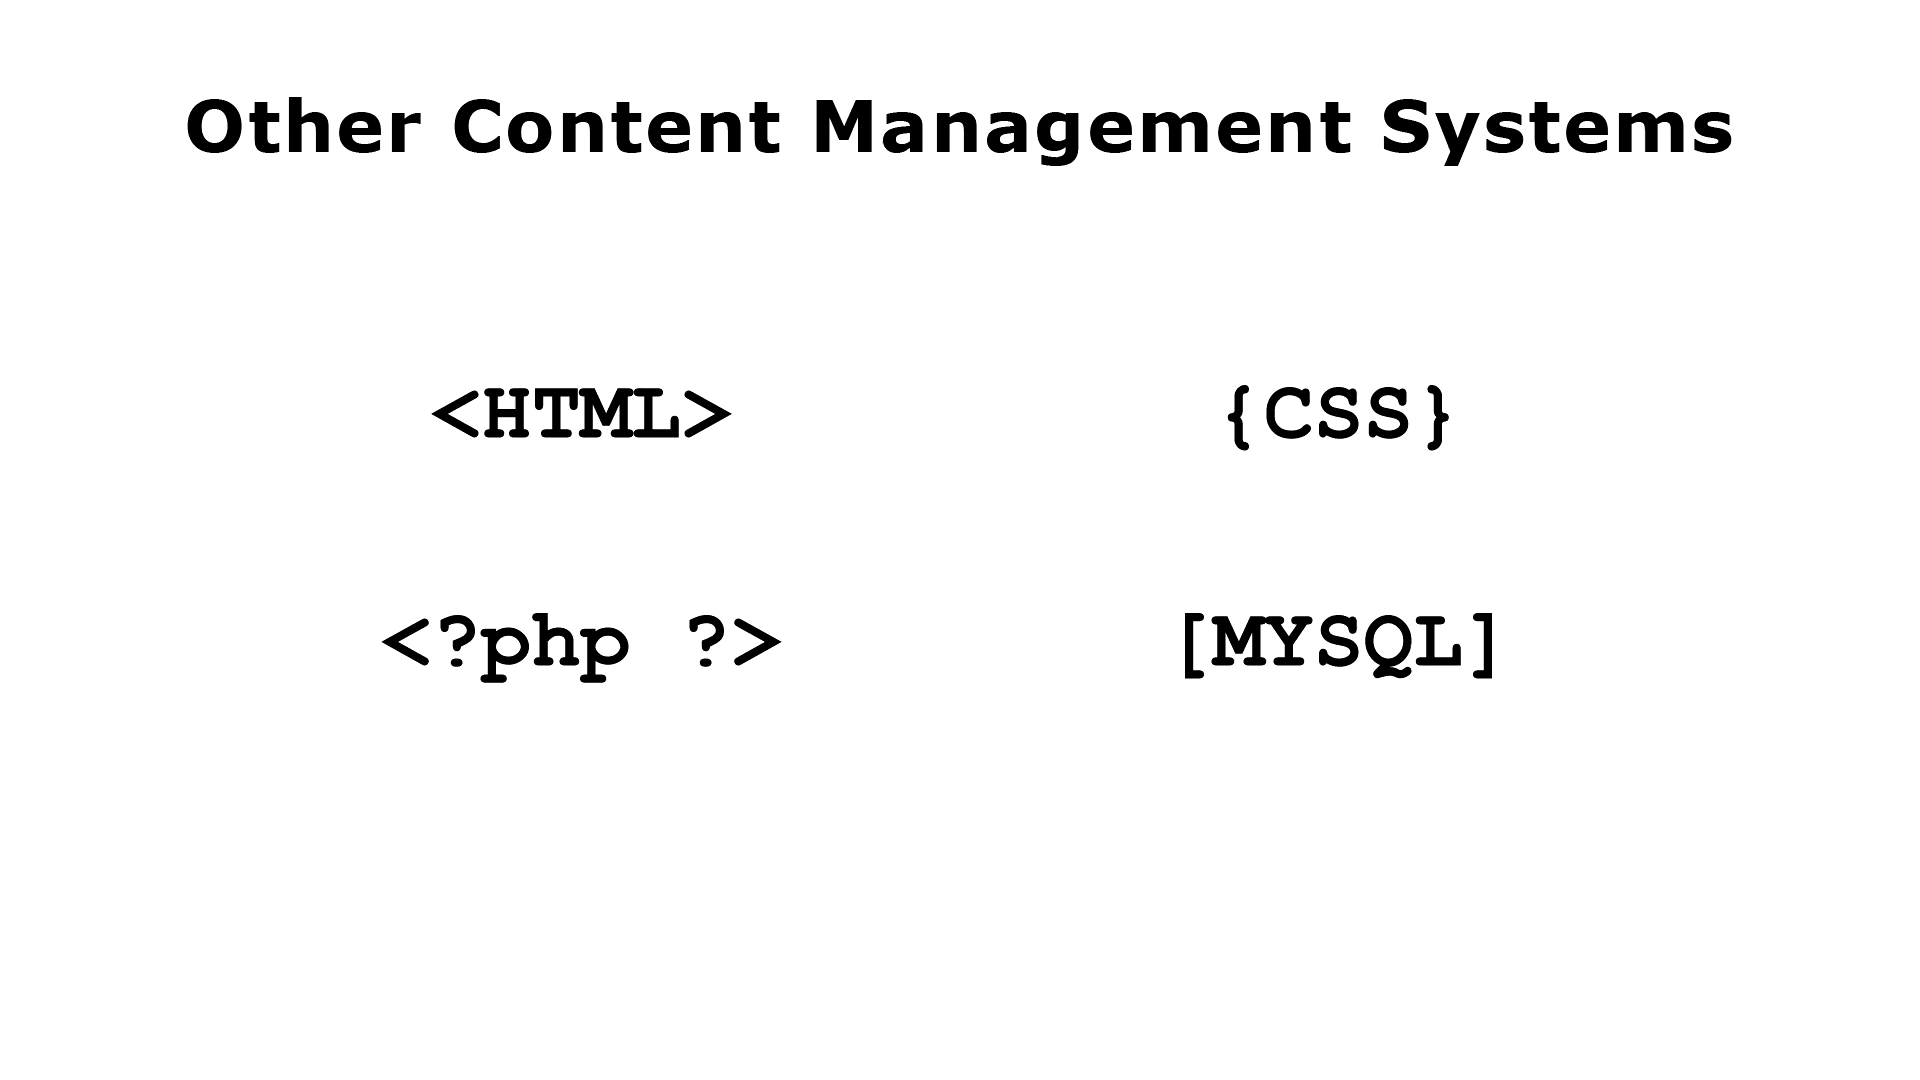 Other Content Management Systems
<HTML> {CSS}
<?php ?> [MYSQL]